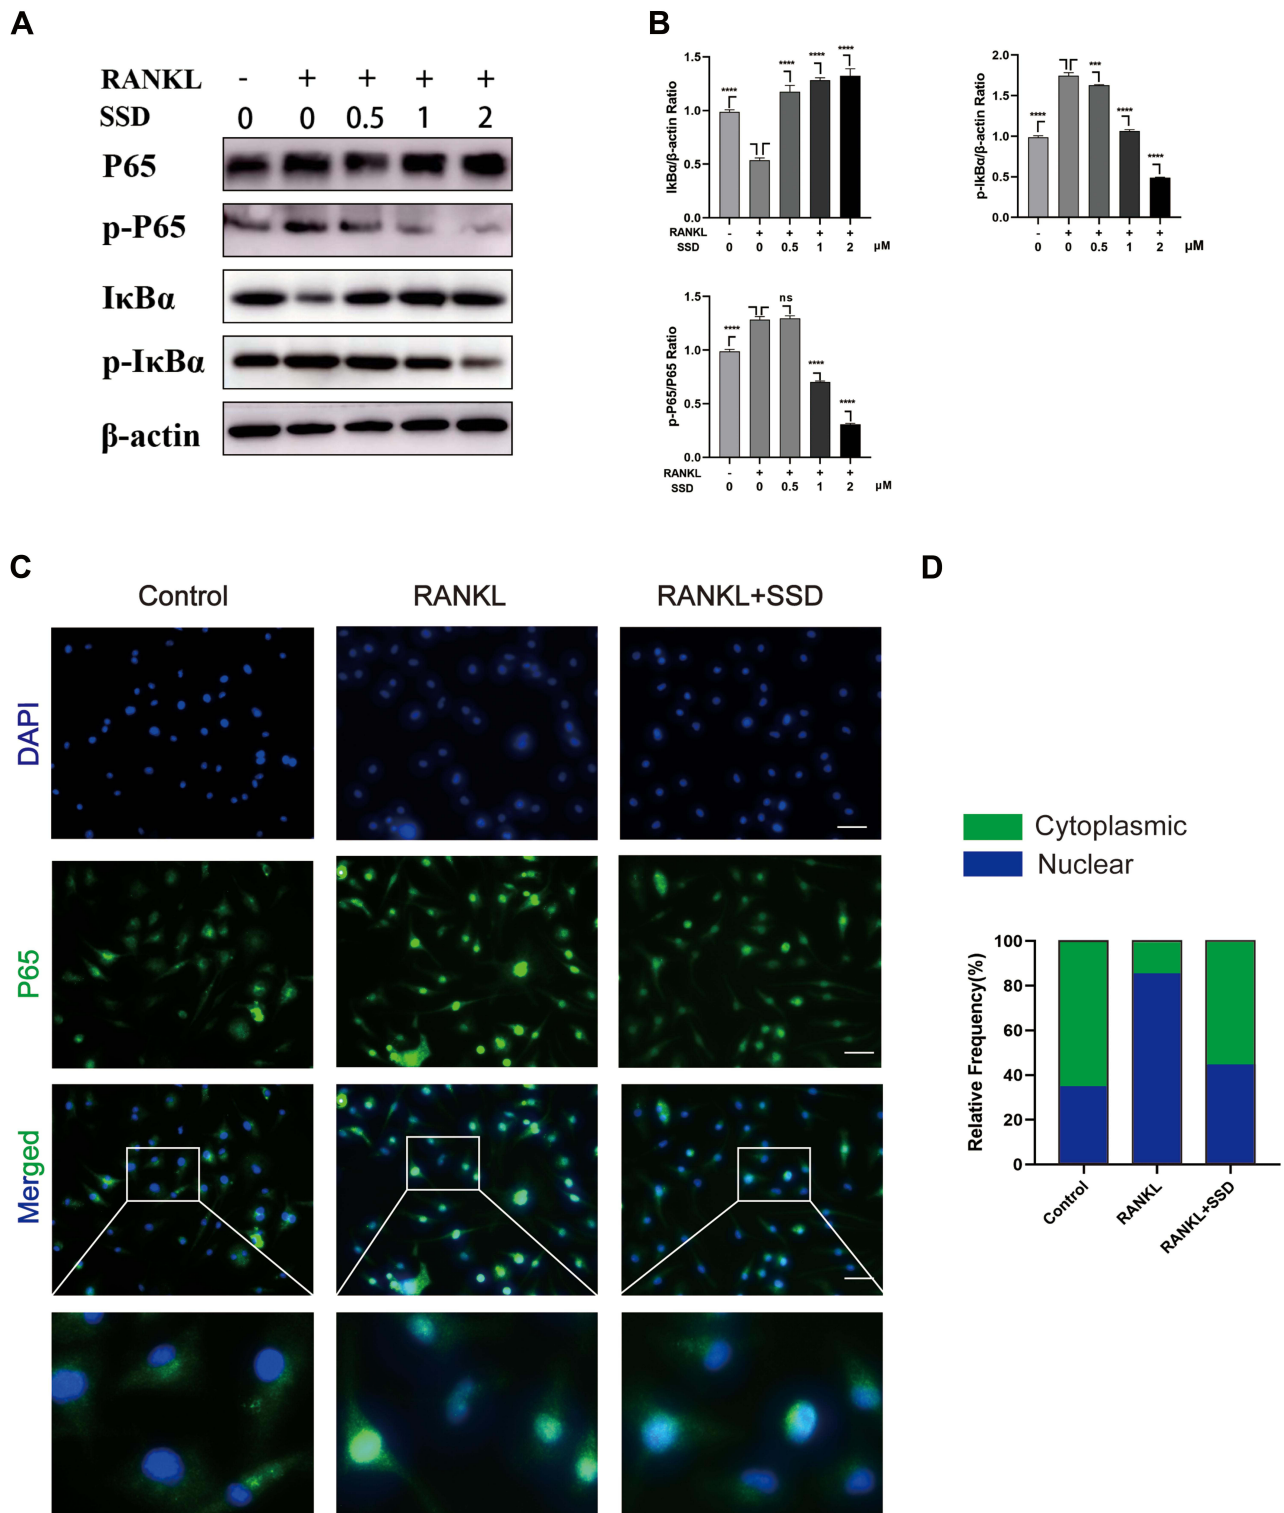 A
RANKL - + + + +
SSD 0 0 0.5 1 2
P65
p-P65
IκBα
p-IκBα
β-actin
B
IkBα/β-actin Ratio
1.5
1.0
0.5
0.0
**** **** **** ****
RANKL - + + + +
SSD 0 0 0.5 1 2 μM
p-IkBα/β-actin Ratio
2.0
1.5
1.0
0.5
0.0
**** *** **** ****
- + + + +
0 0 0.5 1 2 μM
p-P65/P65 Ratio
1.5
1.0
0.5
0.0
**** ns **** ****
RANKL - + + + +
SSD 0 0 0.5 1 2 μM
C
Control RANKL RANKL+SSD
DAPI
P65
Merged
D
Cytoplasmic
Nuclear
Relative Frequency(%)
100
80
60
40
20
0
Control RANKL RANKL+SSD